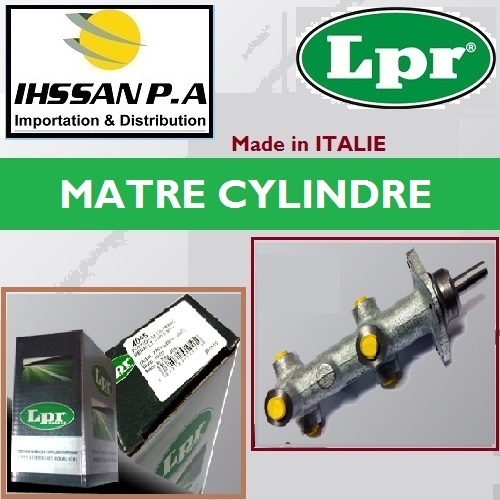 IHSSAN P.A
Importation & Distribution
Lpr®
Made in ITALIE
MATRE CYLINDRE
Lpr
Lpr